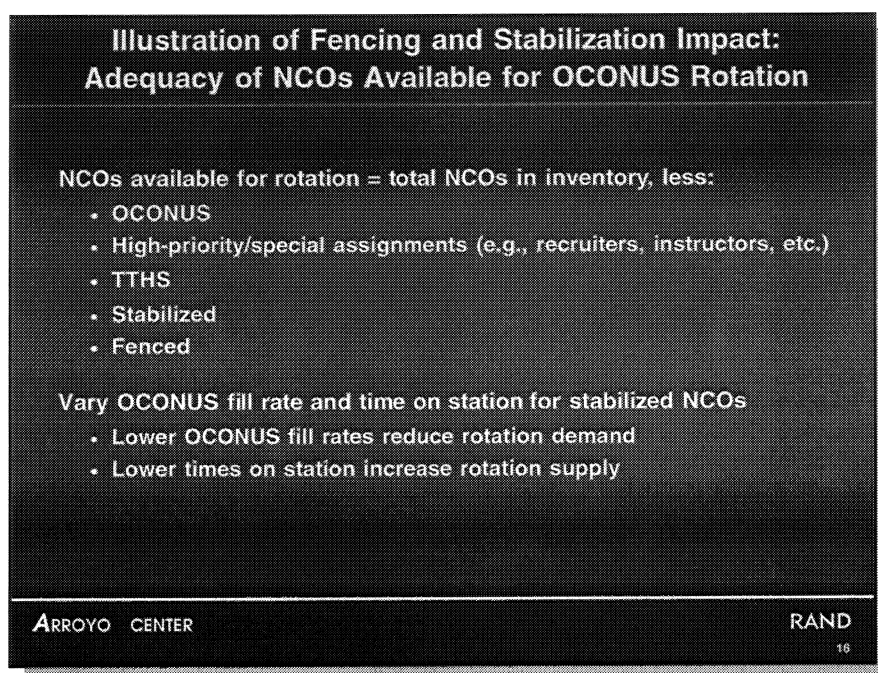 Illustration of Fencing and Stabilization Impact:
Adequacy of NCOs Available for OCONUS Rotation
NCOs available for rotation = total NCOs in inventory, less:
• OCONUS
• High-priority/special assignments (e.g., recruiters, instructors, etc.)
• TTHS
• Stabilized
• Fenced
Vary OCONUS fill rate and time on station for stabilized NCOs
• Lower OCONUS fill rates reduce rotation demand
• Lower times on station increase rotation supply
ARROYO CENTER
RAND
16